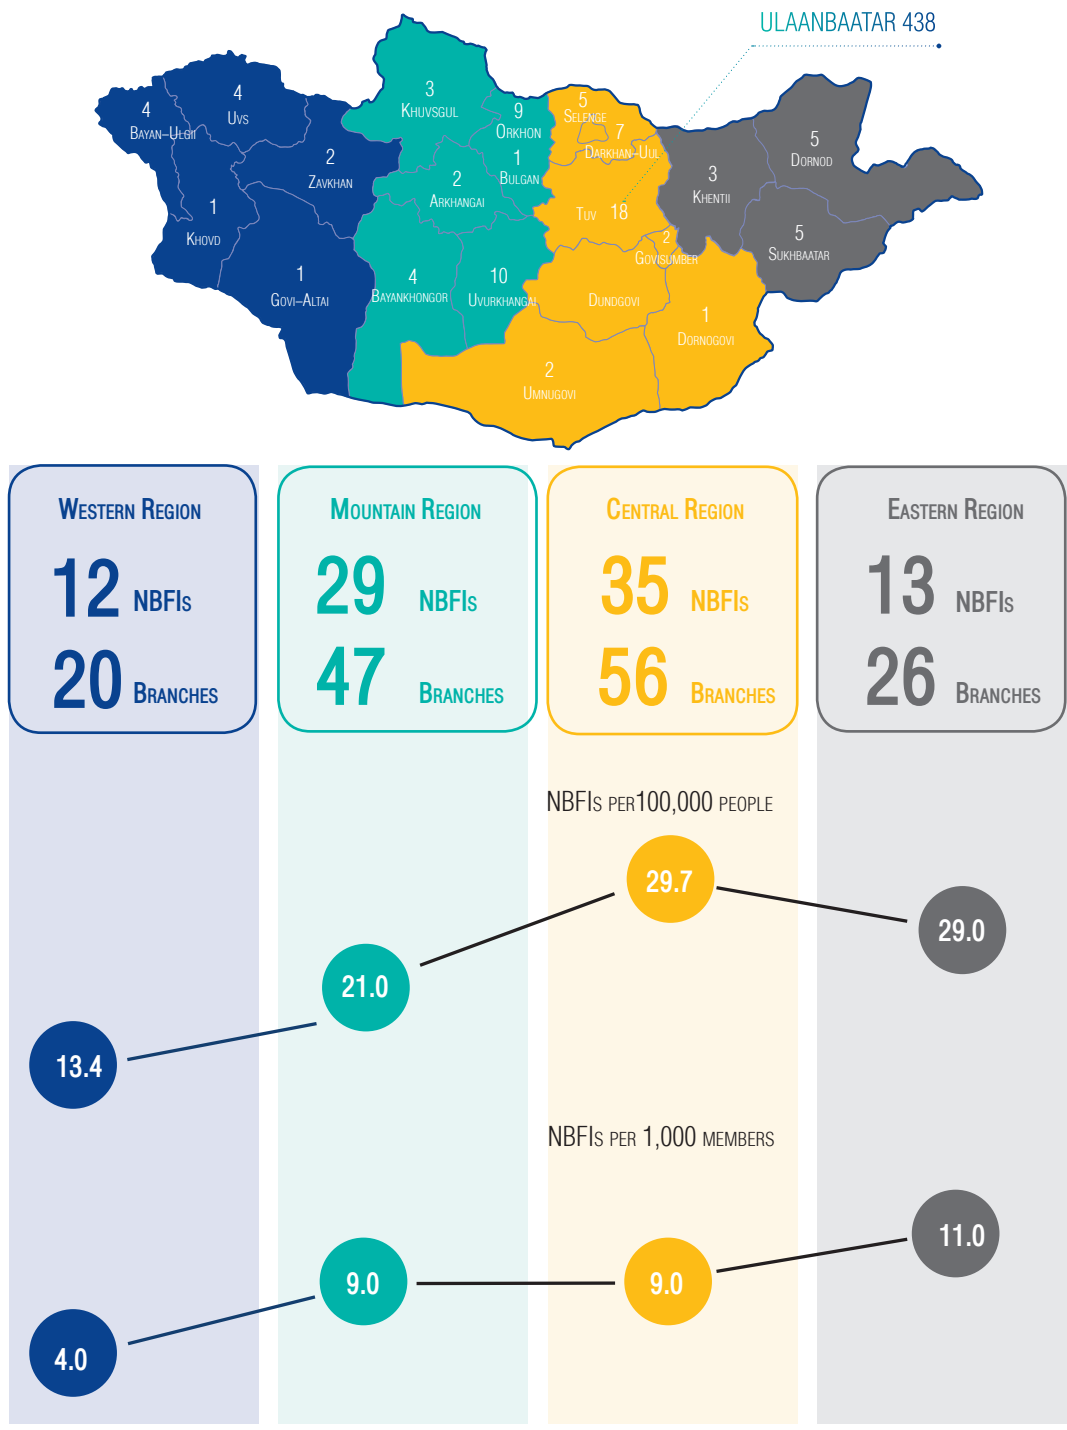 ULAANBAATAR 438
4
BAYAN–ULGII
4
UVS
2
ZAVKHAN
1
KHOVD
1
GOVI–ALTAI
3
KHUVSGUL
9
ORKHON
1
BULGAN
2
ARKHANGAI
4
BAYANKHONGOR
10
UVURKHANGAI
5
SELENGE
7
DARKHAN–UUL
TUV 18
2
GOVISUMBER
DUNDGOVI
1
DORNOGOVI
2
UMNUGOVI
3
KHENTII
5
DORNOD
5
SUKHBAATAR
WESTERN REGION
12 NBFIS
20 BRANCHES
MOUNTAIN REGION
29 NBFIS
47 BRANCHES
CENTRAL REGION
35 NBFIS
56 BRANCHES
EASTERN REGION
13 NBFIS
26 BRANCHES
NBFIS PER100,000 PEOPLE
13.4
21.0
29.7
29.0
NBFIS PER 1,000 MEMBERS
4.0
9.0
9.0
11.0